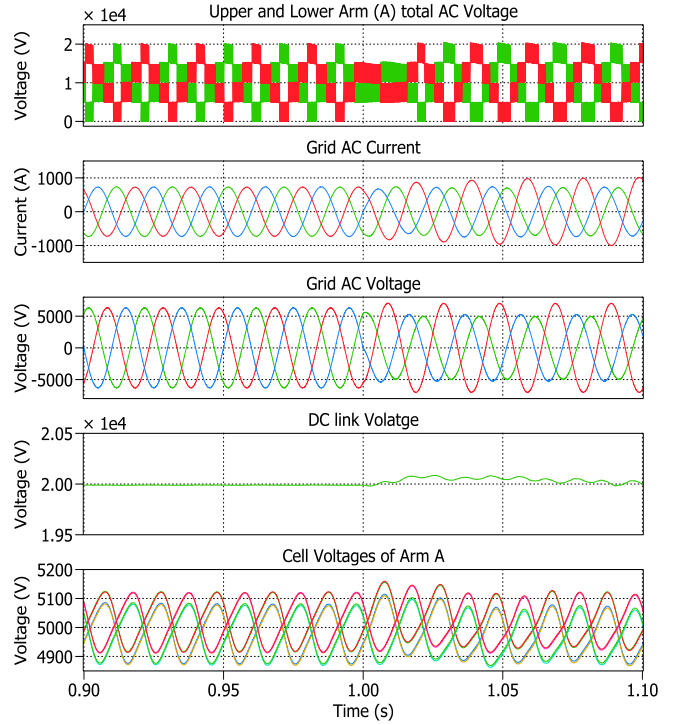 Upper and Lower Arm (A) total AC Voltage
× 1e4
Voltage (V)
2
1
0
Grid AC Current
Current (A)
1000
0
-1000
Grid AC Voltage
Voltage (V)
5000
0
-5000
DC link Volatge
× 1e4
Voltage (V)
2.05
2.00
1.95
Cell Voltages of Arm A
Voltage (V)
5200
5100
5000
4900
0.90 0.95 1.00 1.05 1.10
Time (s)